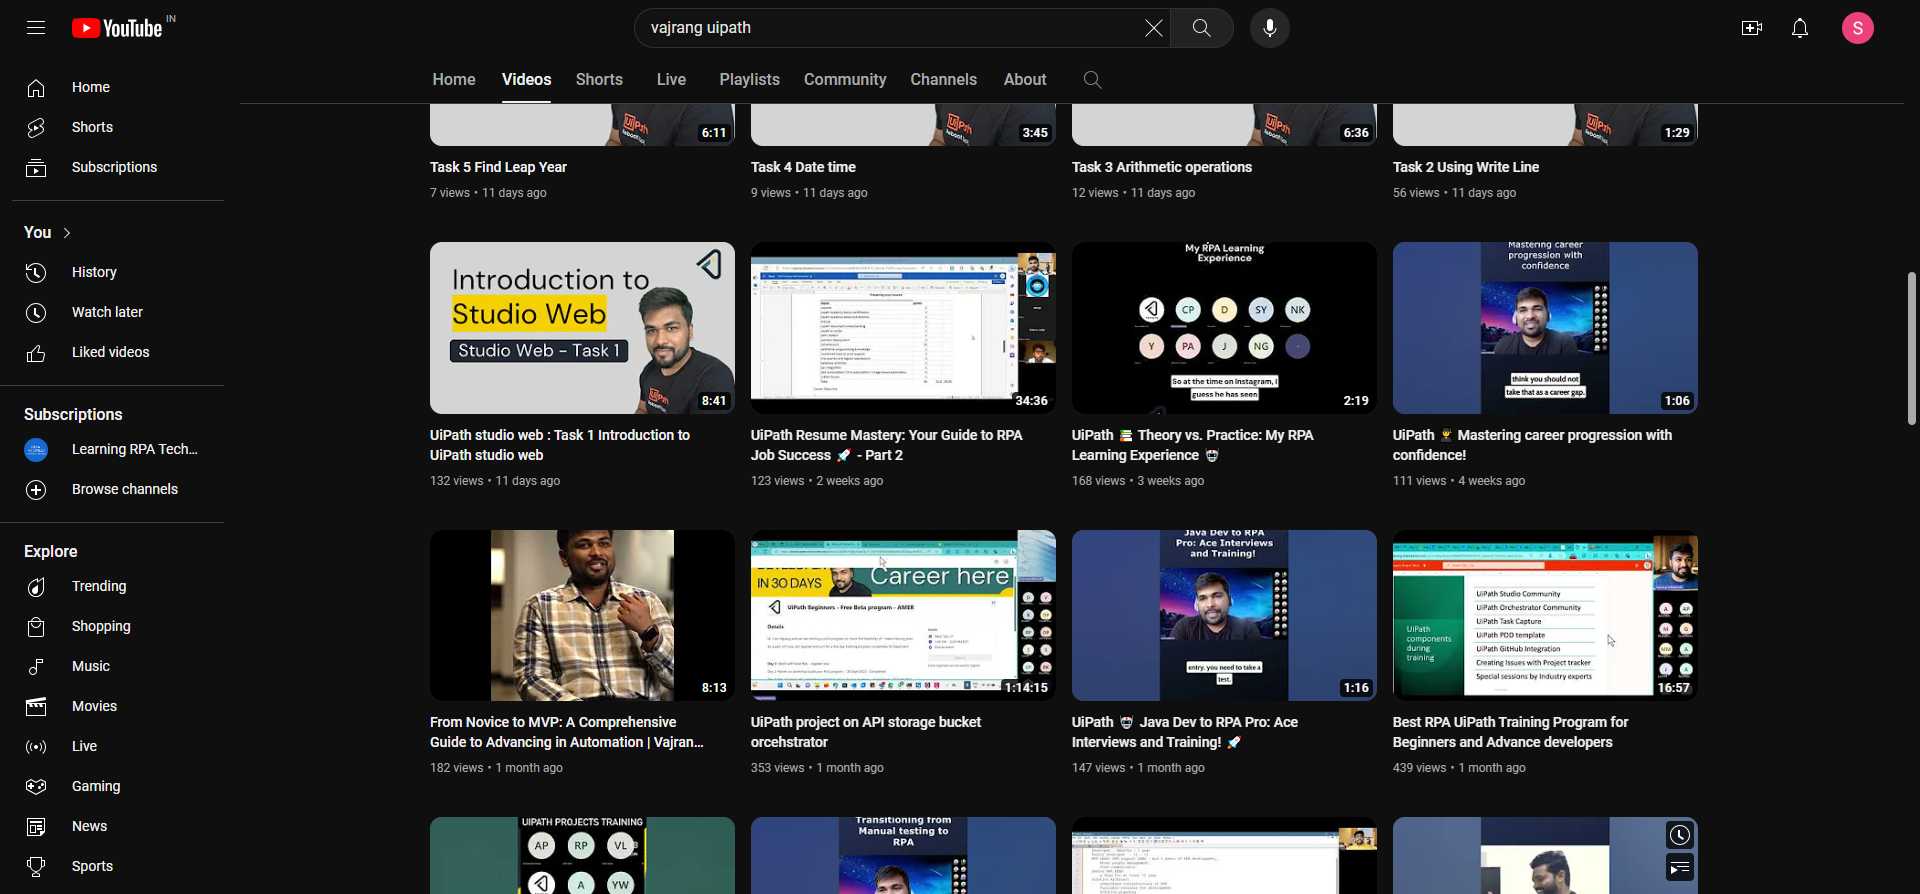 YouTube IN
vajrang uipath
S
Home
Shorts
Subscriptions
You
History
Watch later
Liked videos
Subscriptions
Learning RPA Tech...
Browse channels
Explore
Trending
Shopping
Music
Movies
Live
Gaming
News
Sports
Home Videos Shorts Live Playlists Community Channels About
UiPath
6:11
Task 5 Find Leap Year
7 views • 11 days ago
UiPath
3:45
Task 4 Date time
9 views • 11 days ago
UiPath
6:36
Task 3 Arithmetic operations
12 views • 11 days ago
UiPath
1:29
Task 2 Using Write Line
56 views • 11 days ago
Introduction to
Studio Web
Studio Web - Task 1
UiPath
8:41
UiPath studio web : Task 1 Introduction to
UiPath studio web
132 views • 11 days ago
34:36
UiPath Resume Mastery: Your Guide to RPA
Job Success 🚀 - Part 2
123 views • 2 weeks ago
My RPA Learning
Experience
CP D SY NK
Y PA J NG
So at the time on Instagram, I
guess he has seen
2:19
UiPath 📚 Theory vs. Practice: My RPA
Learning Experience 🤖
168 views • 3 weeks ago
Mastering career
progression with
confidence
think you should not
take that as a career gap.
1:06
UiPath 👨‍🎓 Mastering career progression with
confidence!
111 views • 4 weeks ago
8:13
From Novice to MVP: A Comprehensive
Guide to Advancing in Automation | Vajran...
182 views • 1 month ago
IN 30 DAYS
Career here
UiPath Beginners - Free Beta program - AMER
Details
1:14:15
UiPath project on API storage bucket
orcehstrator
353 views • 1 month ago
Java Dev to RPA
Pro: Ace Interviews
and Training!
entry. you need to take a
test.
1:16
UiPath 🤖 Java Dev to RPA Pro: Ace
Interviews and Training! 🚀
147 views • 1 month ago
UiPath
components
during
training
UiPath Studio Community
UiPath Orchestrator Community
UiPath Task Capture
UiPath PDD template
UiPath GitHub Integration
Creating Issues with Project tracker
Special sessions by Industry experts
16:57
Best RPA UiPath Training Program for
Beginners and Advance developers
439 views • 1 month ago
UIPATH PROJECTS TRAINING
AP RP VL
A YW
Transitioning from
Manual testing to
RPA